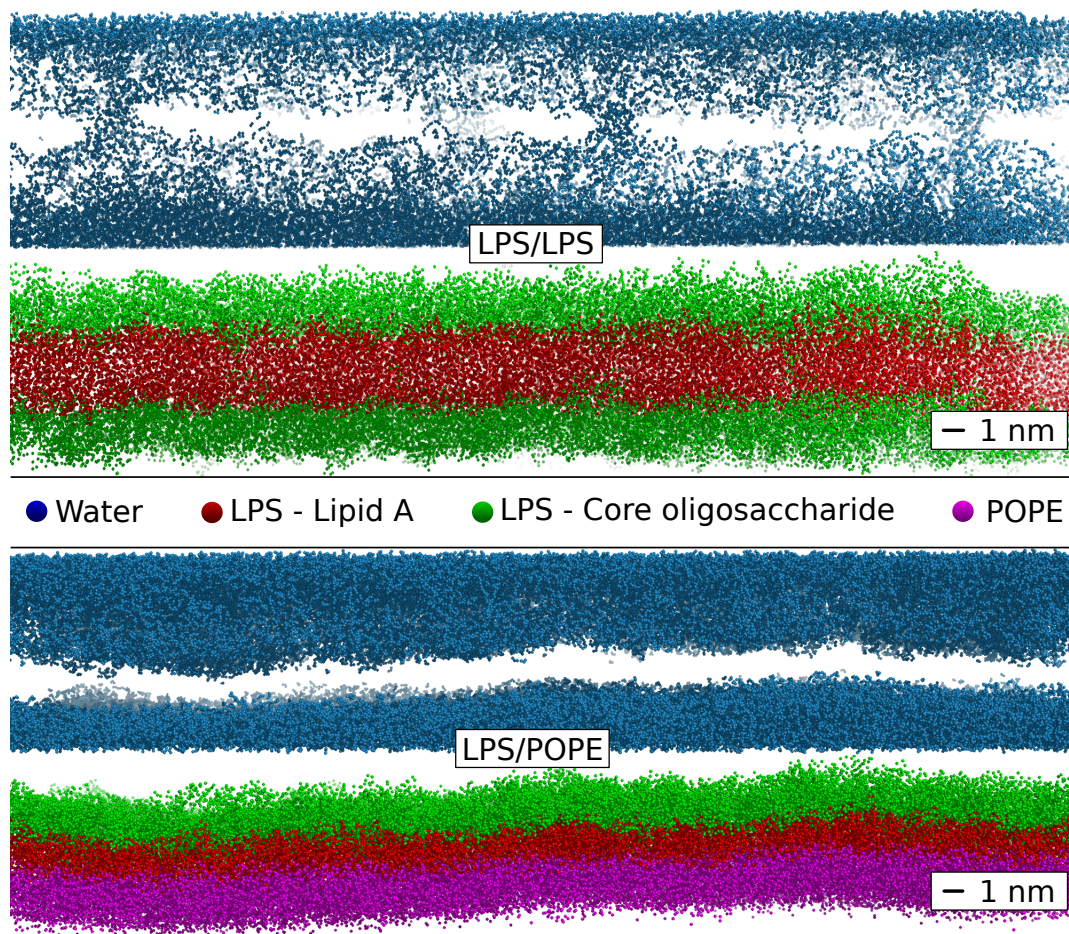 LPS/LPS
1 nm
Water LPS - Lipid A LPS - Core oligosaccharide POPE
LPS/POPE
1 nm